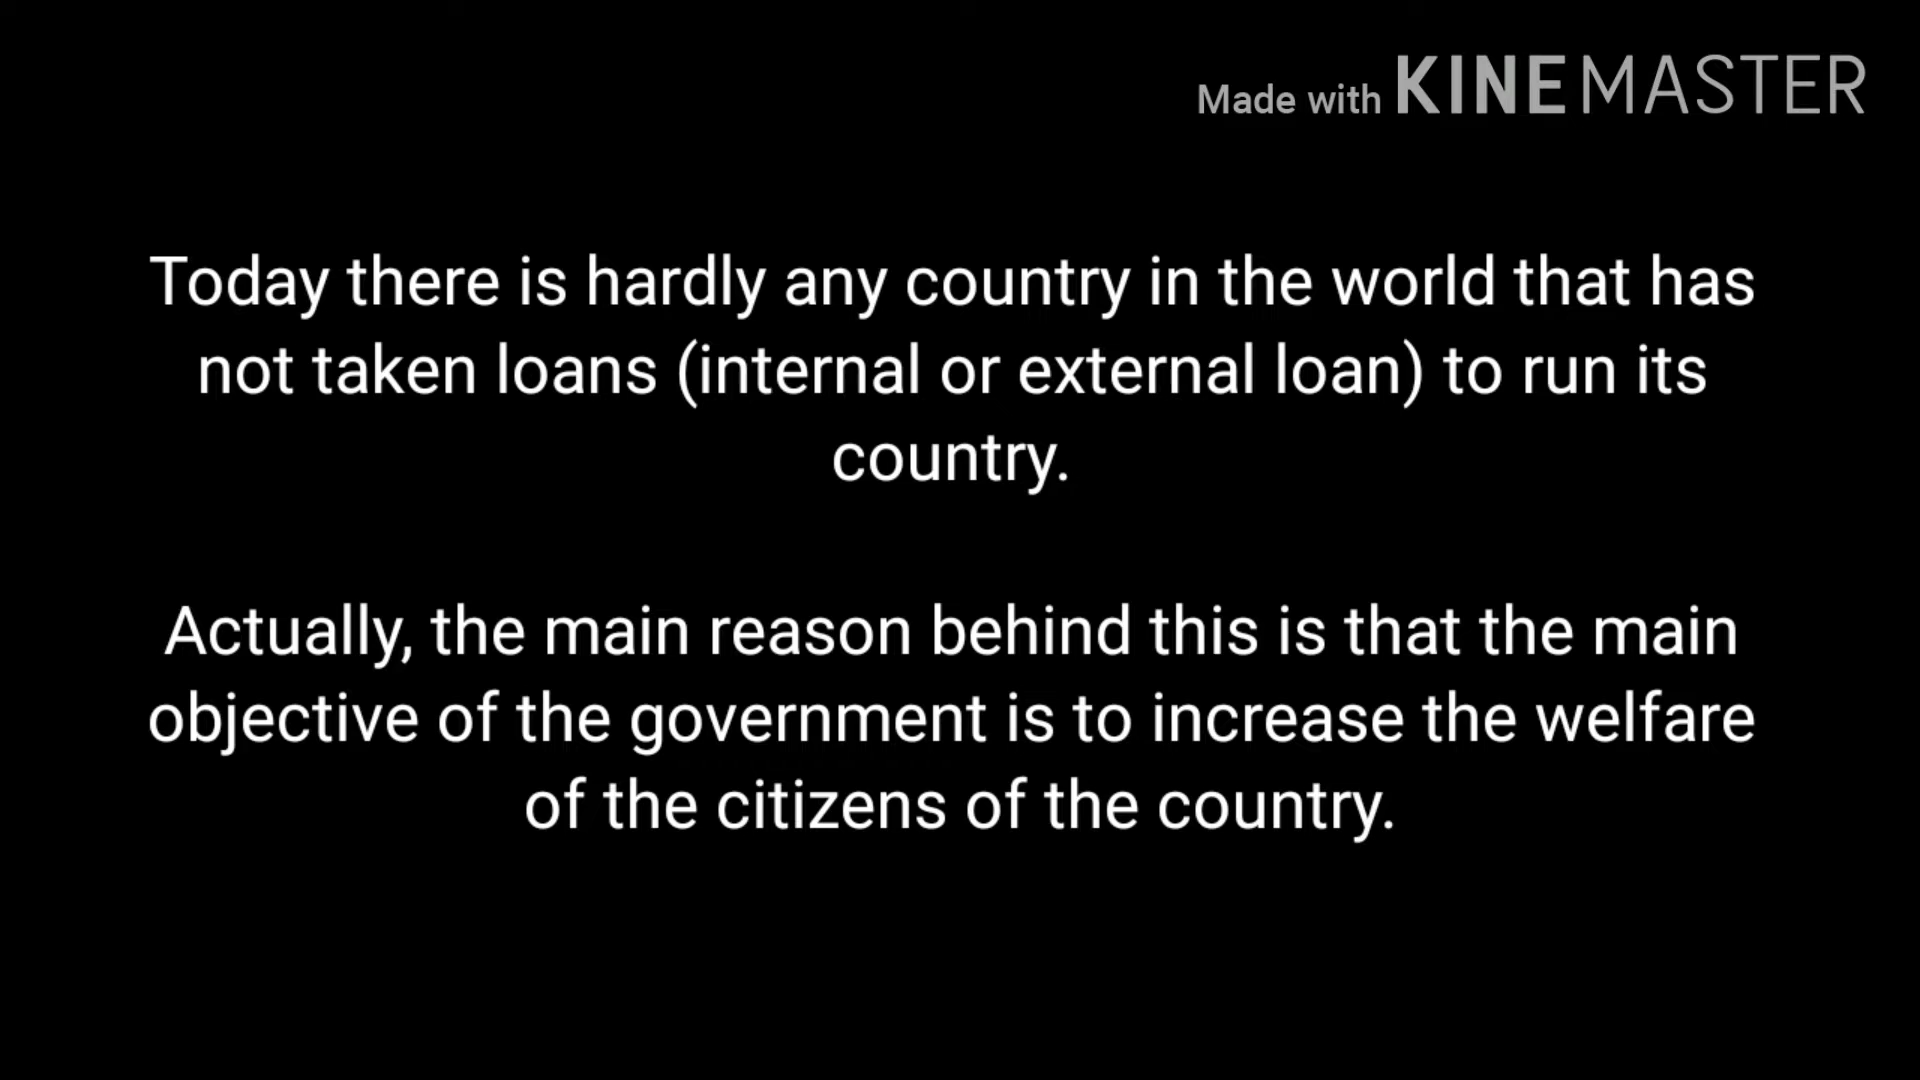 Made with KINEMASTER
Today there is hardly any country in the world that has
not taken loans (internal or external loan) to run its
country.
Actually, the main reason behind this is that the main
objective of the government is to increase the welfare
of the citizens of the country.